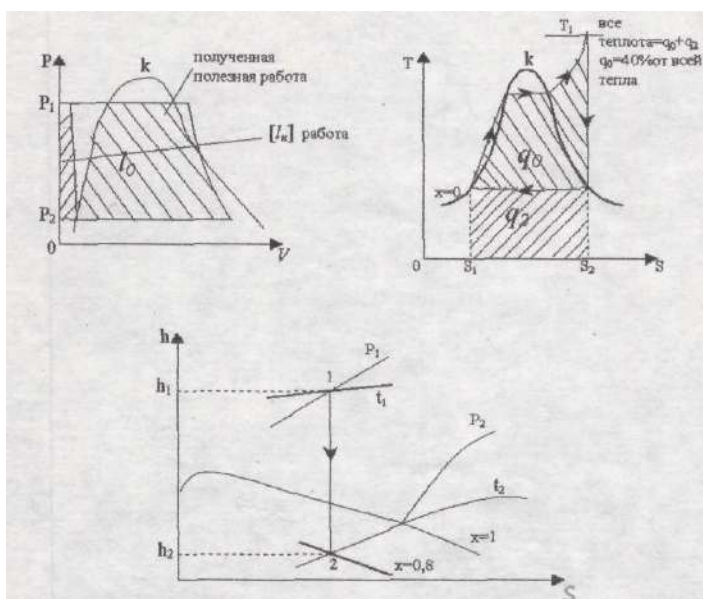 P
k
полученная
полезная работа
P₁
[lₖ] работа
l₀
P₂
0
V
T₁
все
теплота=q₀+q₂
q₀=40%от всей
тепла
T
k
q₀
x=0
q₂
0
S₁
S₂
S
h
P₁
h₁
1
t₁
P₂
t₂
h₂
2
x=0,8
x=1
S